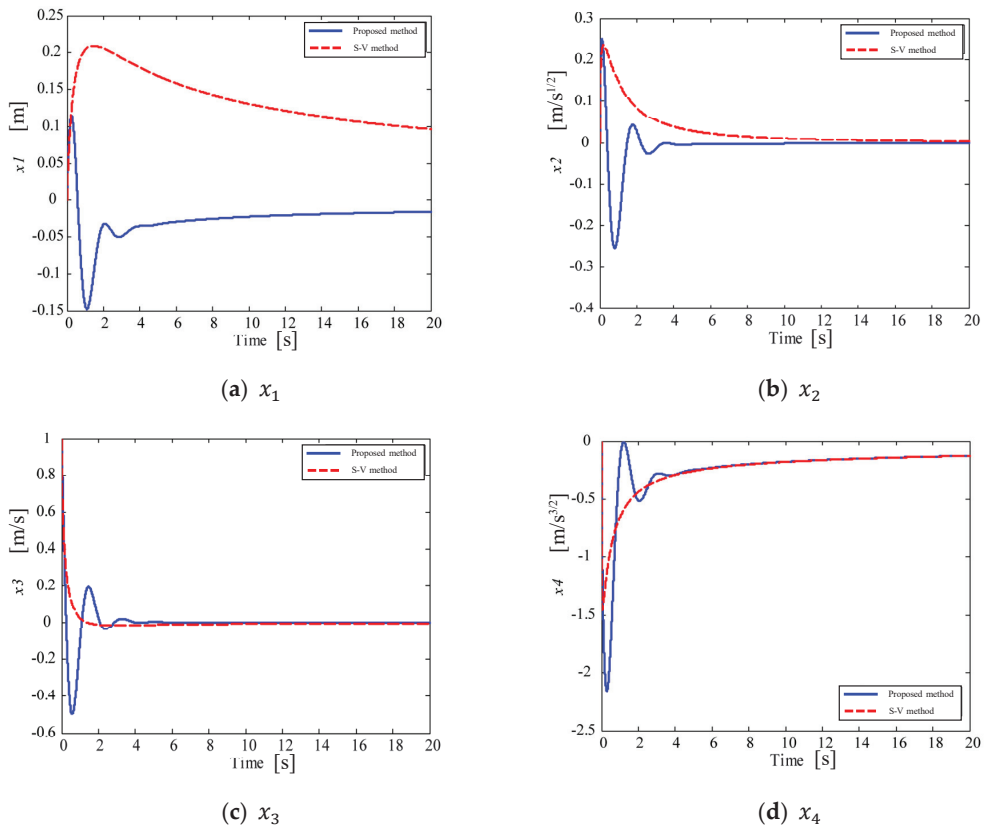 0.25
0.2
0.15
0.1
0.05
0
-0.05
-0.1
-0.15
x1 [m]
Proposed method
S-V method
0 2 4 6 8 10 12 14 16 18 20
Time [s]
(a) x₁
0.4
0.3
0.2
0.1
0
-0.1
-0.2
-0.3
-0.4
x2 [m/s^{1/2}]
Proposed method
S-V method
0 2 4 6 8 10 12 14 16 18 20
Time [s]
(b) x₂
1
0.8
0.6
0.4
0.2
0
-0.2
-0.4
-0.6
x3 [m/s]
Proposed method
S-V method
0 2 4 6 8 10 12 14 16 18 20
Time [s]
(c) x₃
0
-0.5
-1
-1.5
-2
-2.5
x4 [m/s^{3/2}]
Proposed method
S-V method
0 2 4 6 8 10 12 14 16 18 20
Time [s]
(d) x₄